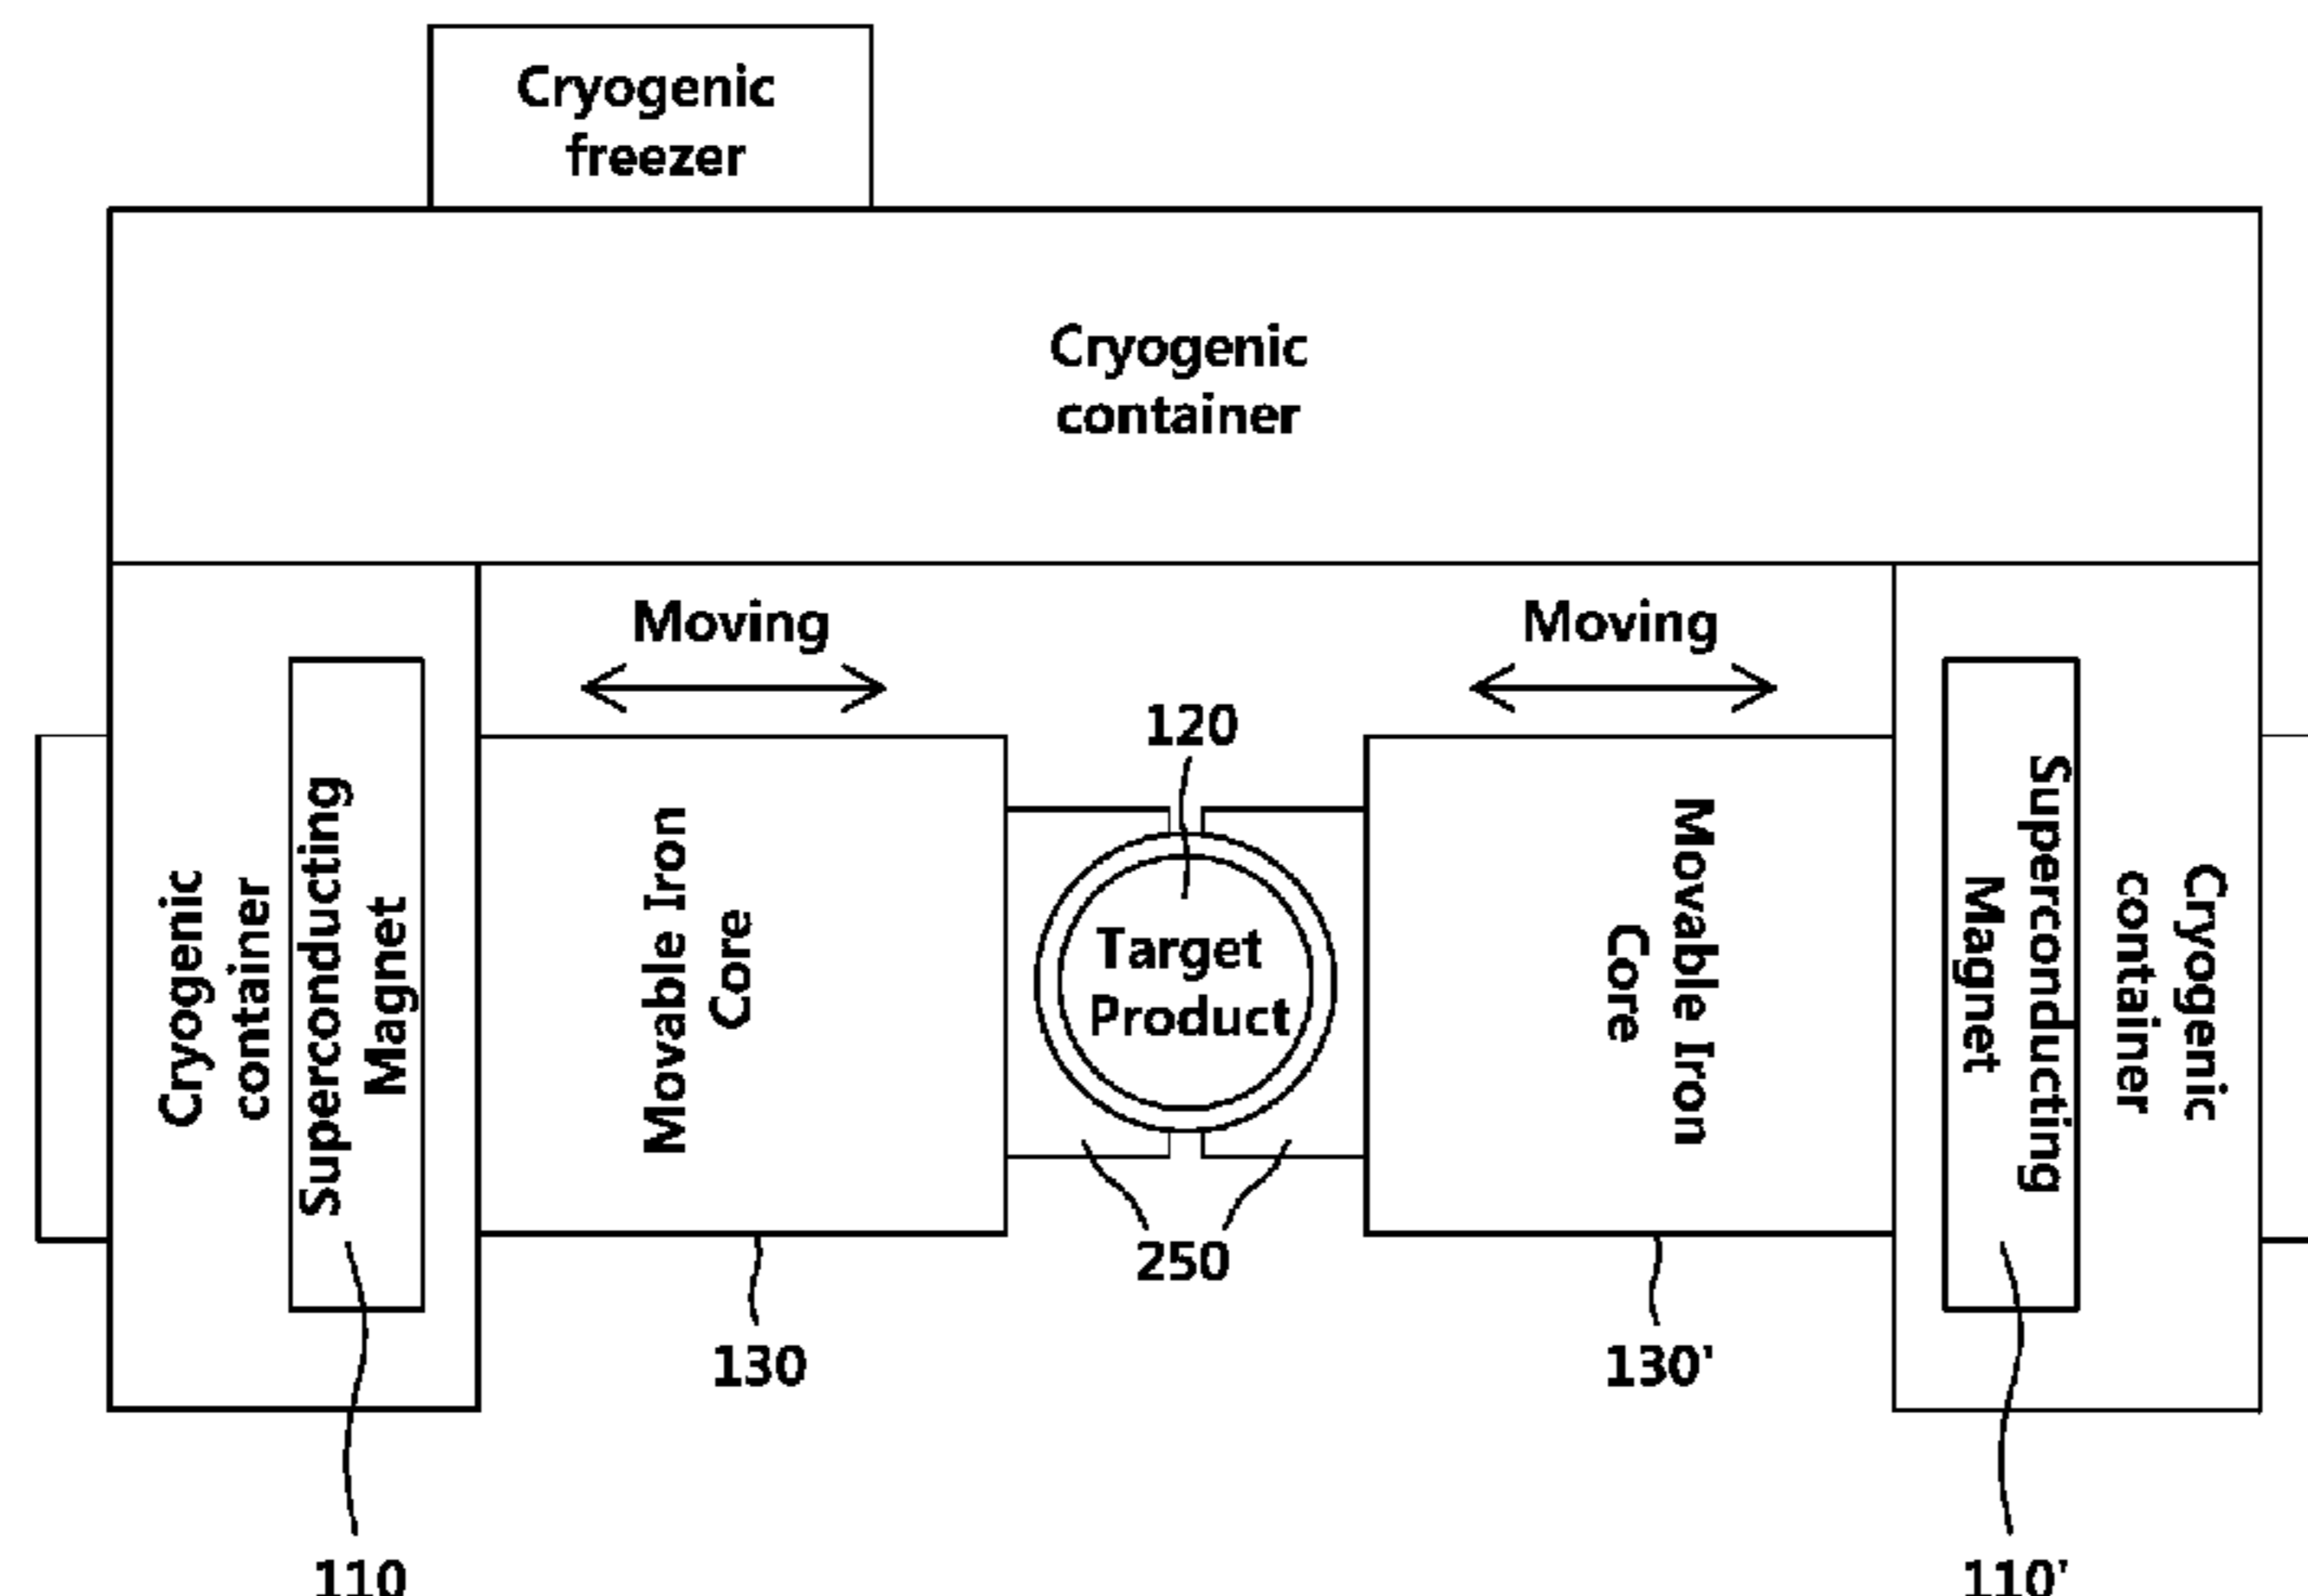 Cryogenic
freezer
Cryogenic
container
Moving
Moving
120
Cryogenic
container
Superconducting
Magnet
Movable Iron
Core
Target
Product
Movable Iron
Core
Superconducting
Magnet
Cryogenic
container
250
130
130'
110
110'